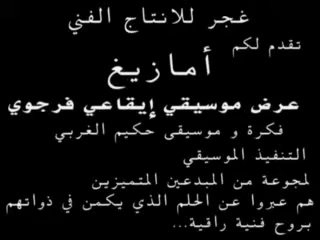 غجر للانتاج الفني
تقدم لكم
أمازيغ
عرض موسيقي إيقاعي فرجوي
فكرة و موسيقى حكيم الغربي
التنفيذ الموسيقي
لمجوعة من المبدعين المتميزين
هم عبروا عن الحلم الذي يكمن في ذواتهم
بروح فنية راقية...